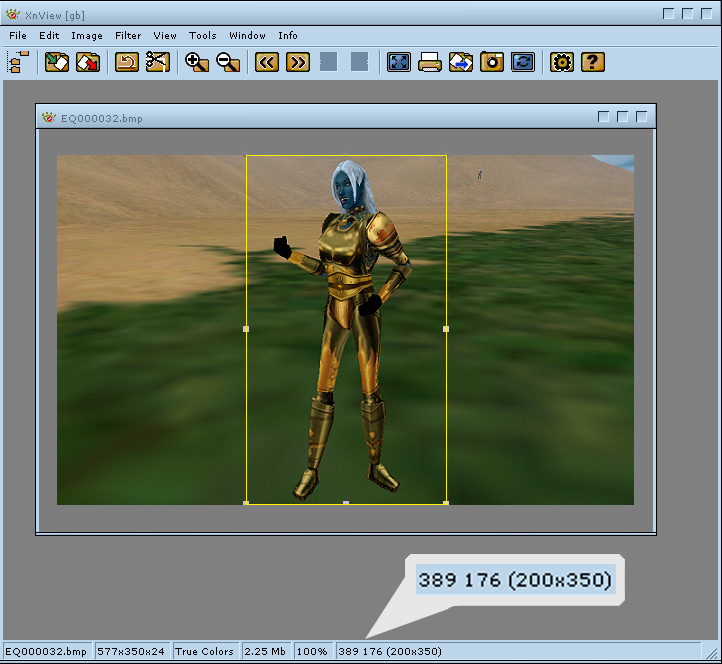 XnView [gb]
File Edit Image Filter View Tools Window Info
EQ000032.bmp
389 176 (200x350)
EQ000032.bmp 577x350x24 True Colors 2.25 Mb 100% 389 176 (200x350)